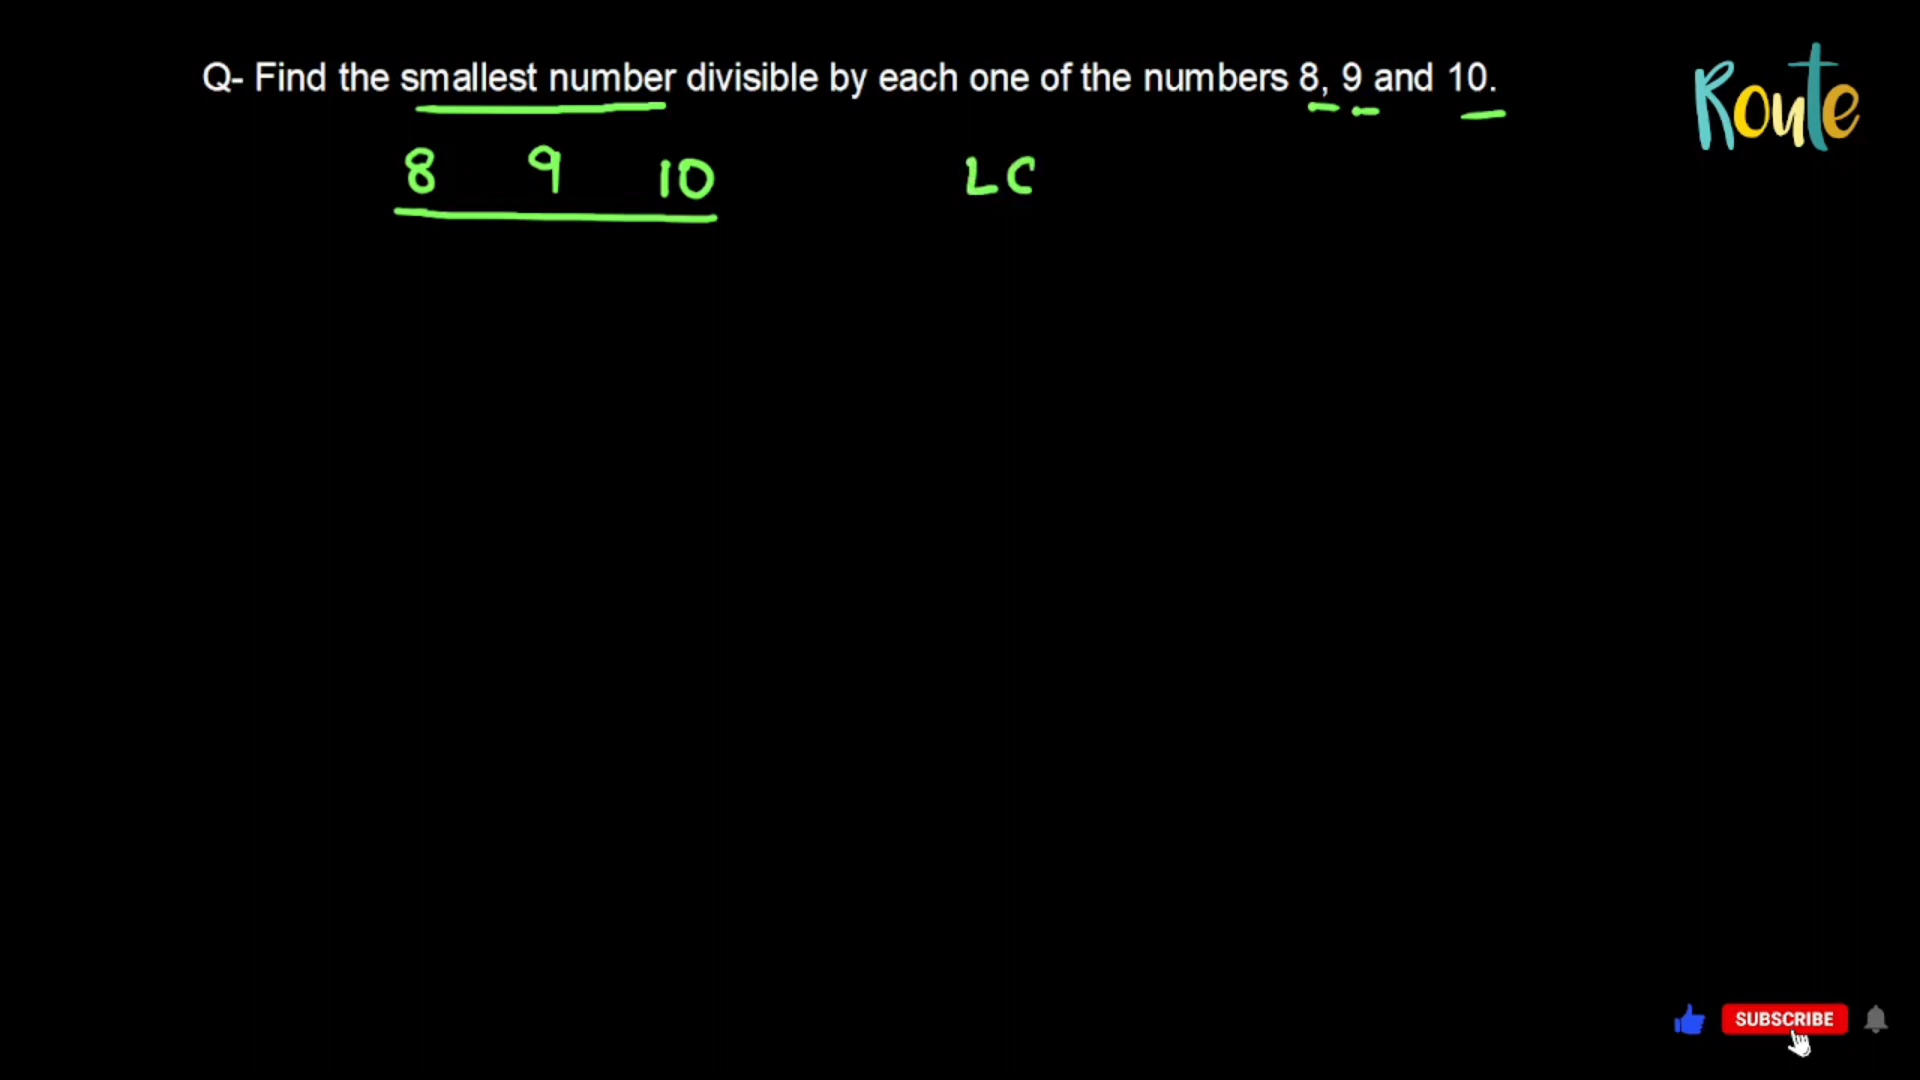 Q- Find the smallest number divisible by each one of the numbers 8, 9 and 10.
Route
8 9 10 LC
SUBSCRIBE